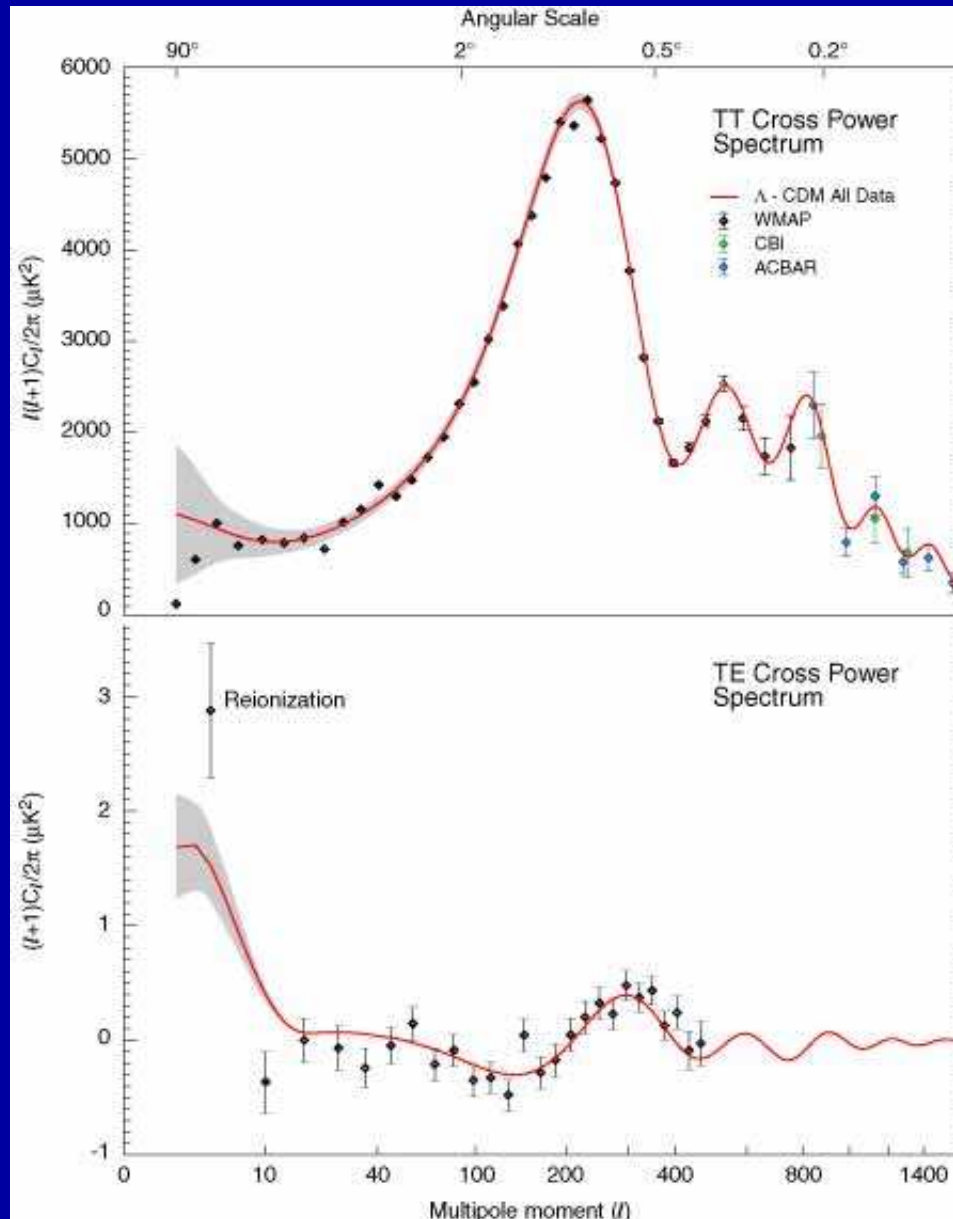 Angular Scale
90° 2° 0.5° 0.2°
6000
5000
4000
3000
2000
1000
0
l(l+1)Cl/2π (μK²)
TT Cross Power
Spectrum
Λ - CDM All Data
WMAP
CBI
ACBAR
3
2
1
0
-1
(l+1)Cl/2π (μK²)
Reionization
TE Cross Power
Spectrum
0 10 40 100 200 400 800 1400
Multipole moment (l)